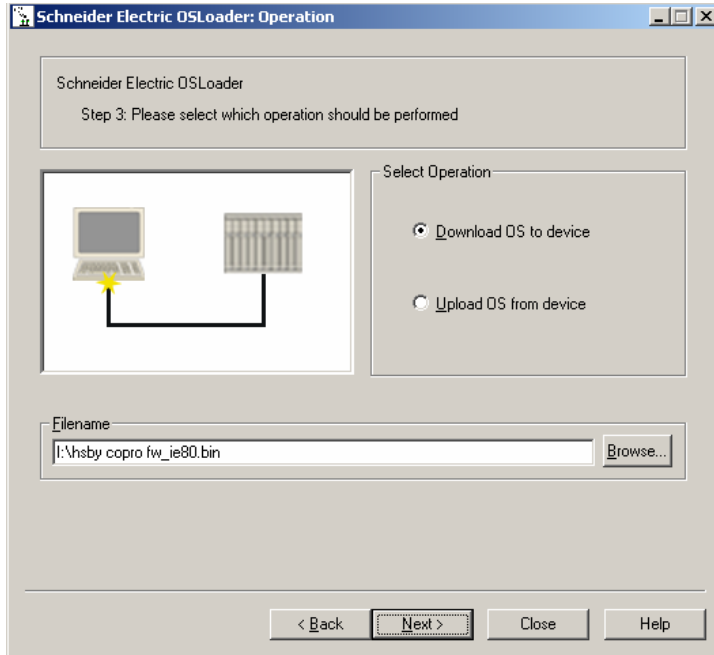 Schneider Electric OSLoader: Operation
Schneider Electric OSLoader
Step 3: Please select which operation should be performed
Select Operation
Download OS to device
Upload OS from device
Filename
I:\hsby copro fw_ie80.bin
Browse...
< Back
Next >
Close
Help